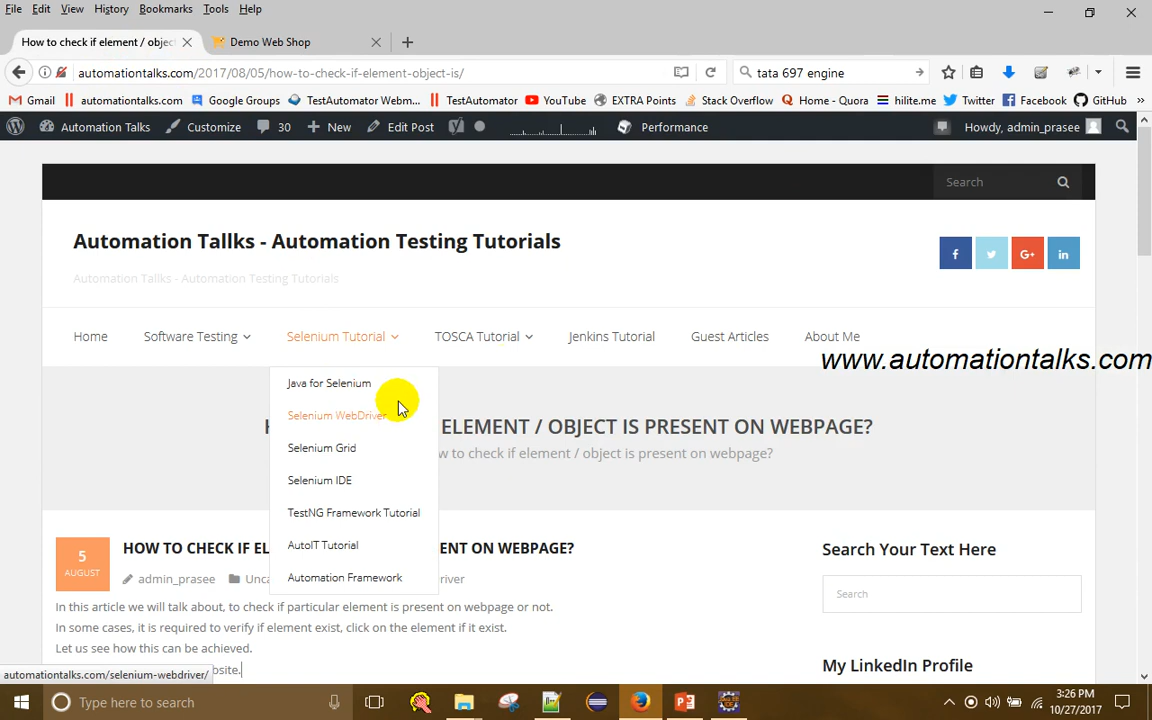 File Edit View History Bookmarks Tools Help
How to check if element / objec
Demo Web Shop
automationtalks.com/2017/08/05/how-to-check-if-element-object-is/
tata 697 engine
Gmail automationtalks.com Google Groups TestAutomator Webm... TestAutomator YouTube EXTRA Points Stack Overflow Home - Quora hilite.me Twitter Facebook GitHub
Automation Talks Customize 30 New Edit Post Performance Howdy, admin_prasee
Search
Automation Tallks - Automation Testing Tutorials
Automation Tallks - Automation Testing Tutorials
Home Software Testing Selenium Tutorial TOSCA Tutorial Jenkins Tutorial Guest Articles About Me
www.automationtalks.com
Java for Selenium
Selenium WebDriver
Selenium Grid
Selenium IDE
TestNG Framework Tutorial
AutoIT Tutorial
Automation Framework
H ELEMENT / OBJECT IS PRESENT ON WEBPAGE?
w to check if element / object is present on webpage?
5
AUGUST
HOW TO CHECK IF EL ENT ON WEBPAGE?
admin_prasee Unca ver
In this article we will talk about, to check if particular element is present on webpage or not.
In some cases, it is required to verify if element exist, click on the element if it exist.
Let us see how this can be achieved.
bsite.
Search Your Text Here
Search
My LinkedIn Profile
automationtalks.com/selenium-webdriver/
Type here to search
3:26 PM
10/27/2017